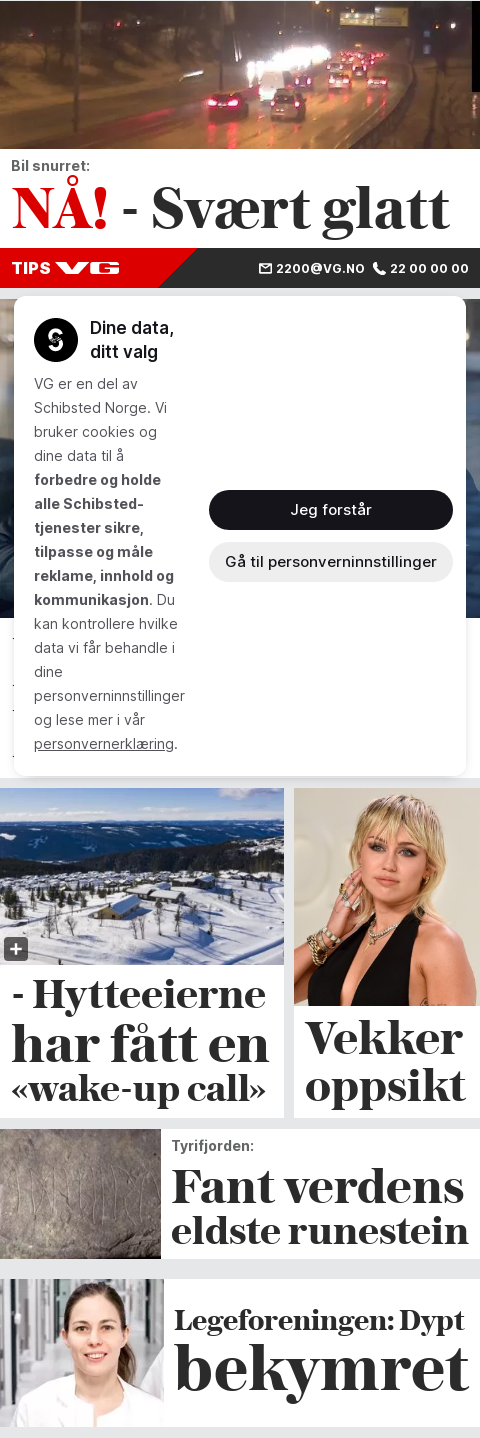 Bil snurret:
NÅ! - Svært glatt
TIPS VG
2200@VG.NO 22 00 00 00
Dine data,
ditt valg
VG er en del av
Schibsted Norge. Vi
bruker cookies og
dine data til å
forbedre og holde
alle Schibsted-
tjenester sikre,
tilpasse og måle
reklame, innhold og
kommunikasjon. Du
kan kontrollere hvilke
data vi får behandle i
dine
personverninnstillinger
og lese mer i vår
personvernerklæring.
Jeg forstår
Gå til personverninnstillinger
- Hytteeierne
har fått en
«wake-up call»
Vekker
oppsikt
Tyrifjorden:
Fant verdens
eldste runestein
Legeforeningen: Dypt
bekymret